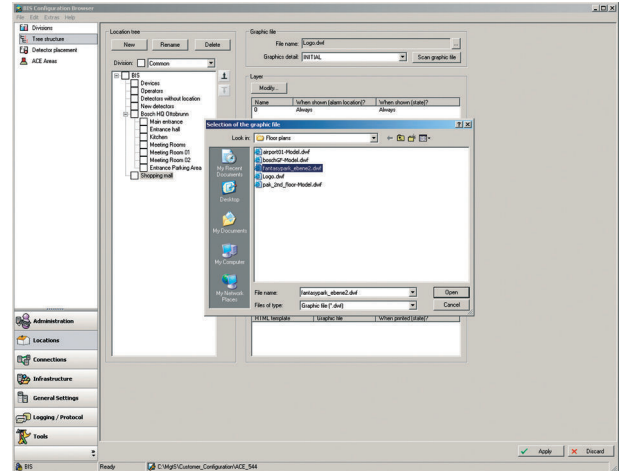 BIS Configuration Browser
File Edit Extras Help
Divisions
Tree structure
Detector placement
ACE Areas
Location tree
New Rename Delete
Division: Common
BIS
Devices
Operators
Detectors without location
New detectors
Bosch HQ Ottobrunn
Main entrance
Entrance hall
Kitchen
Meeting Rooms
Meeting Room 01
Meeting Room 02
Entrance Parking Area
Shopping mall
Graphic file
File name: Logo.dwf ...
Graphics detail: INITIAL Scan graphic file
Layer
Modify...
Name When shown (alarm location)? When shown (state)?
0 Always Always
Selection of the graphic file
Look in: Floor plans
My Recent Documents
Desktop
My Documents
My Computer
My Network Places
airport01-Model.dwf
boschGF-Model.dwf
fantasypark_ebene2.dwf
Logo.dwf
pak_2nd_floor-Model.dwf
File name: fantasypark_ebene2.dwf Open
Files of type: Graphic file (*.dwf) Cancel
HTML template Graphic file When printed (state)?
Administration
Locations
Connections
Infrastructure
General Settings
Logging / Protocol
Tools
Apply Discard
BIS Ready C:\MgtS\Customer_Configuration\ACE_544